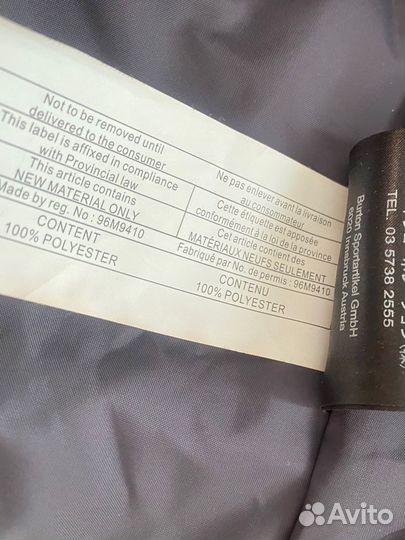 Not to be removed until
delivered to the consumer
This label is affixed in compliance
with Provincial law
This article contains
NEW MATERIAL ONLY
Made by reg. No : 96M9410
CONTENT
100% POLYESTER
Ne pas enlever avant la livraison
au consommateur
Cette étiquette est apposée
conformément à la loi de la province
Cet article contient des
MATÉRIAUX NEUFS SEULEMENT
Fabriqué par No. de permis : 96M9410
CONTENU
100% POLYESTER
TEL: 03 5738 2555
Burton Sportartikel GmbH
6020 Innsbruck Austria
Avito